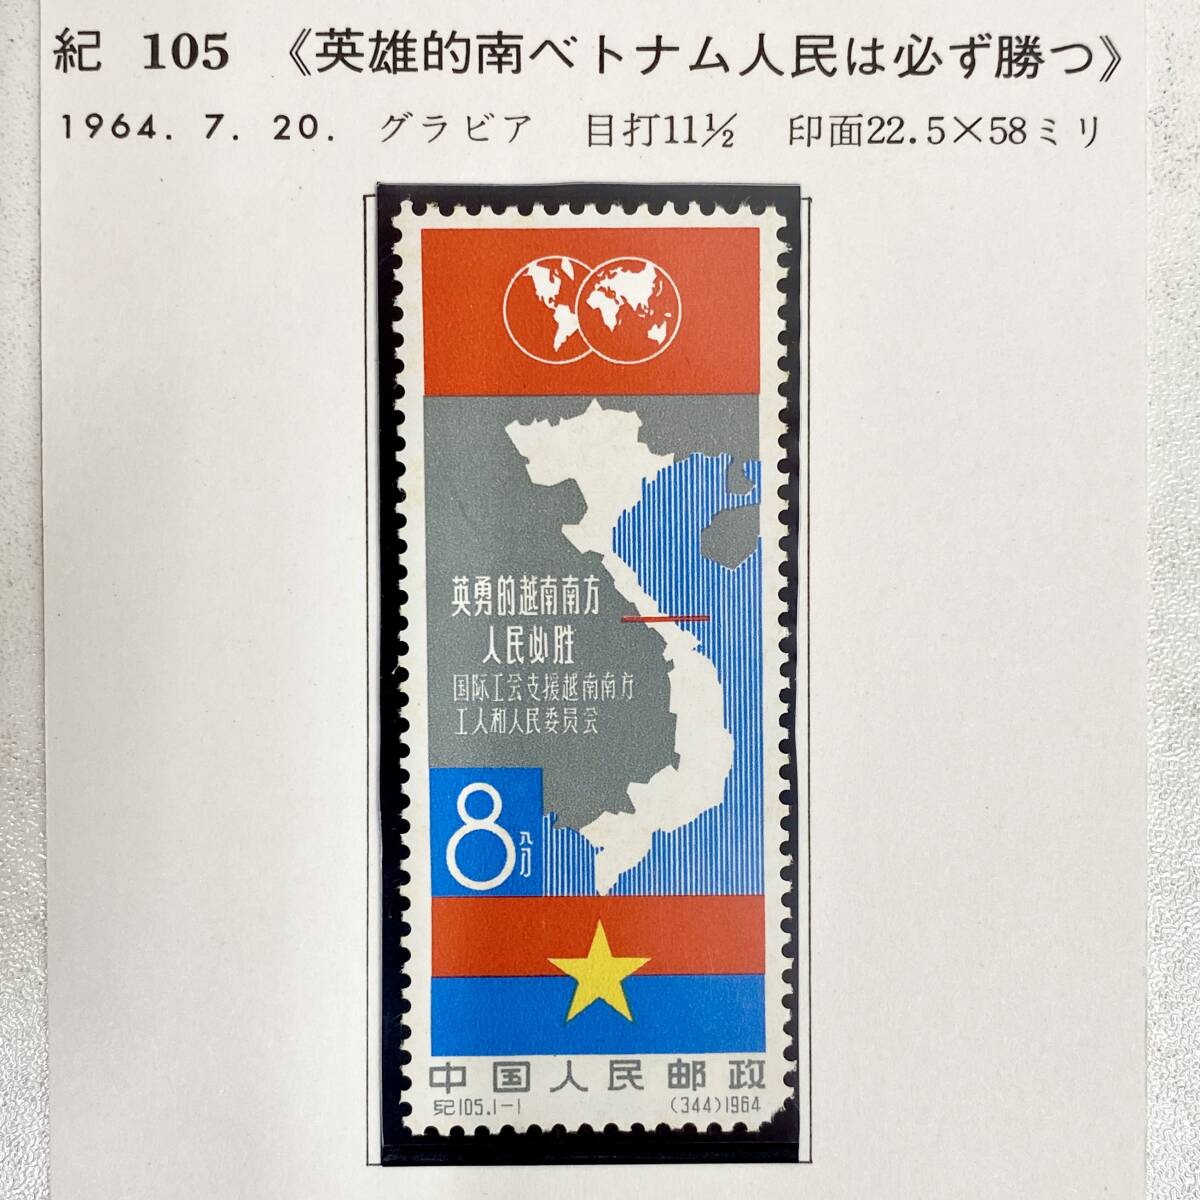 紀 105 《英雄的南ベトナム人民は必ず勝つ》
1964. 7. 20. グラビア 目打11½ 印面22.5×58ミリ
英勇的越南南方
人民必胜
国际工会支援越南南方
工人和人民委员会
8分
中国人民邮政
纪105.1-1 (344)1964